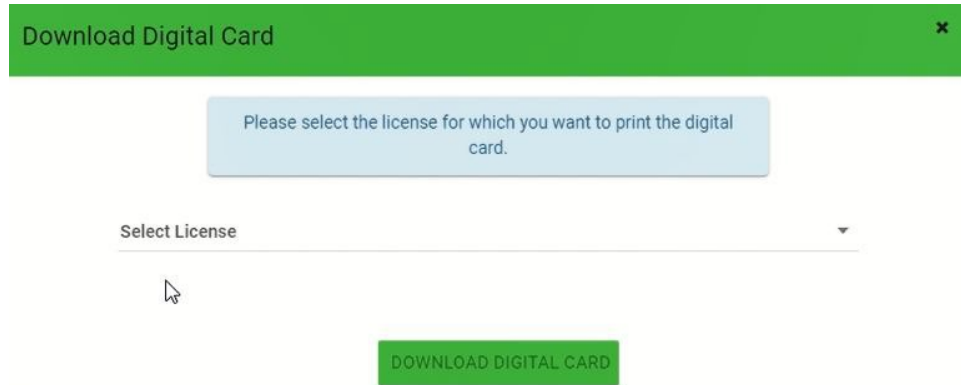 Download Digital Card
Please select the license for which you want to print the digital
card.
Select License
DOWNLOAD DIGITAL CARD